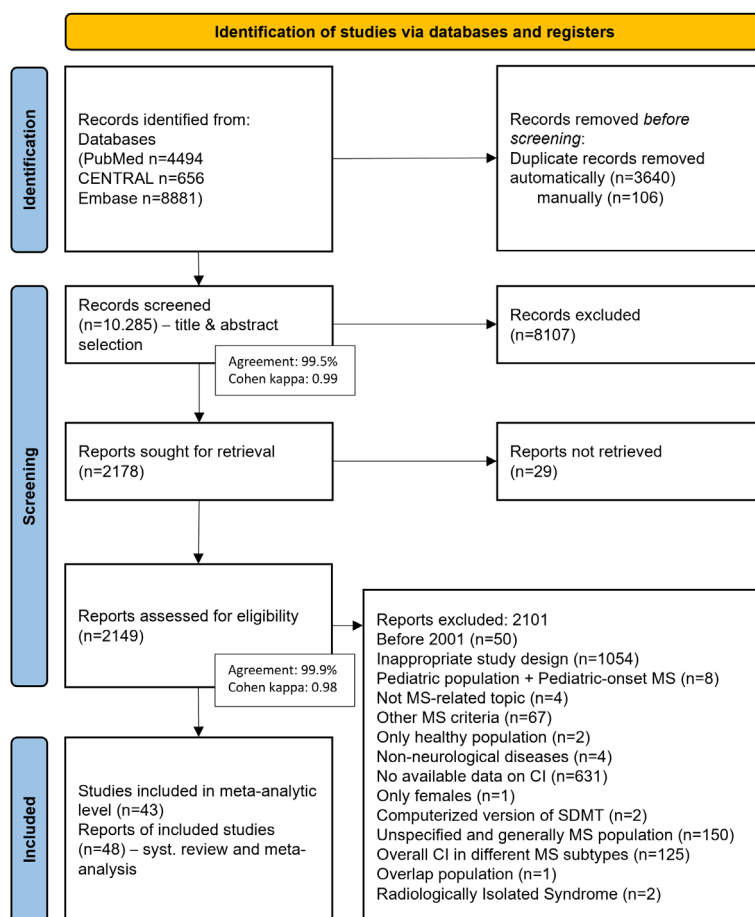 Identification of studies via databases and registers
Identification
Records identified from:
Databases
(PubMed n=4494
CENTRAL n=656
Embase n=8881)
Records removed before
screening:
Duplicate records removed
automatically (n=3640)
manually (n=106)
Screening
Records screened
(n=10.285) – title & abstract
selection
Agreement: 99.5%
Cohen kappa: 0.99
Records excluded
(n=8107)
Reports sought for retrieval
(n=2178)
Reports not retrieved
(n=29)
Reports assessed for eligibility
(n=2149)
Agreement: 99.9%
Cohen kappa: 0.98
Reports excluded: 2101
Before 2001 (n=50)
Inappropriate study design (n=1054)
Pediatric population + Pediatric-onset MS (n=8)
Not MS-related topic (n=4)
Other MS criteria (n=67)
Only healthy population (n=2)
Non-neurological diseases (n=4)
No available data on CI (n=631)
Only females (n=1)
Computerized version of SDMT (n=2)
Unspecified and generally MS population (n=150)
Overall CI in different MS subtypes (n=125)
Overlap population (n=1)
Radiologically Isolated Syndrome (n=2)
Included
Studies included in meta-analytic
level (n=43)
Reports of included studies
(n=48) – syst. review and meta-
analysis